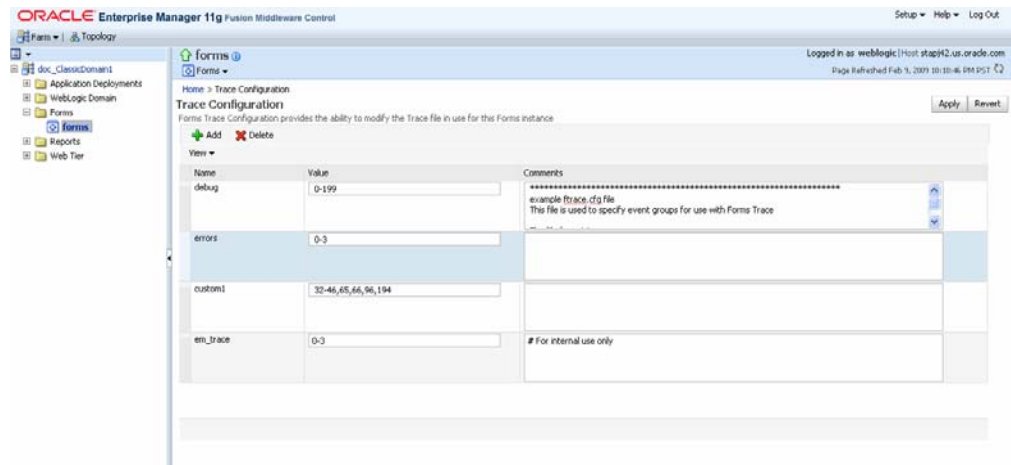 ORACLE Enterprise Manager 11g Fusion Middleware Control
Setup Help Log Out
Farm Topology
doc_ClassicDomain1
Application Deployments
WebLogic Domain
Forms
forms
Reports
Web Tier
forms
Logged in as weblogic|Host stapj42.us.oracle.com
Forms
Page Refreshed Feb 9, 2009 10:10:46 PM PST
Home > Trace Configuration
Trace Configuration
Apply Revert
Forms Trace Configuration provides the ability to modify the Trace file in use for this Forms instance
Add Delete
View
Name Value Comments
debug 0-199
example ftrace.cfg file
This file is used to specify event groups for use with Forms Trace
errors 0-3
custom1 32-46,65,66,96,194
em_trace 0-3 # For internal use only